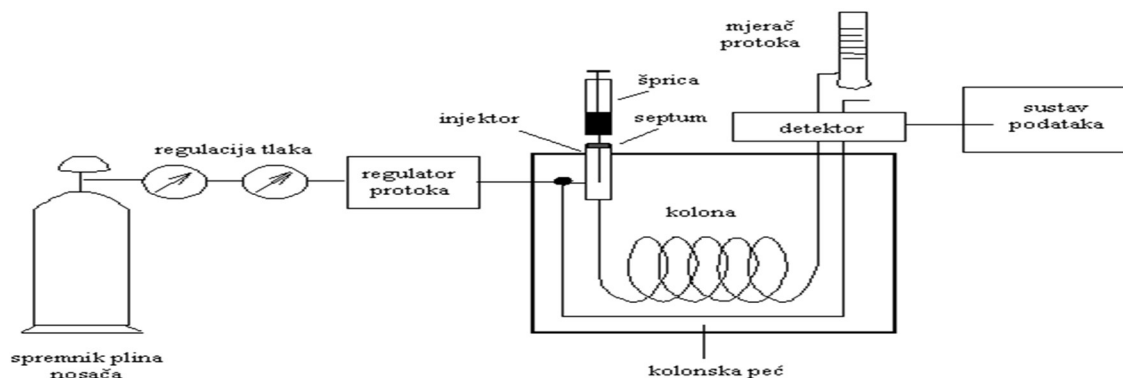 mjerač
protoka
šprica
injektor
septum
detektor
sustav
podataka
regulacija tlaka
regulator
protoka
kolona
spremnik plina
nosača
kolonska peć